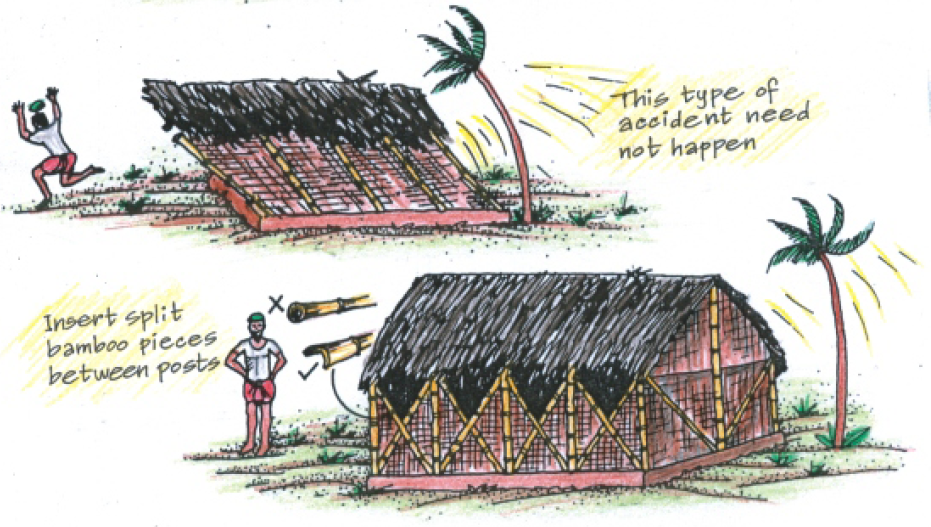 This type of
accident need
not happen
Insert split
bamboo pieces
between posts